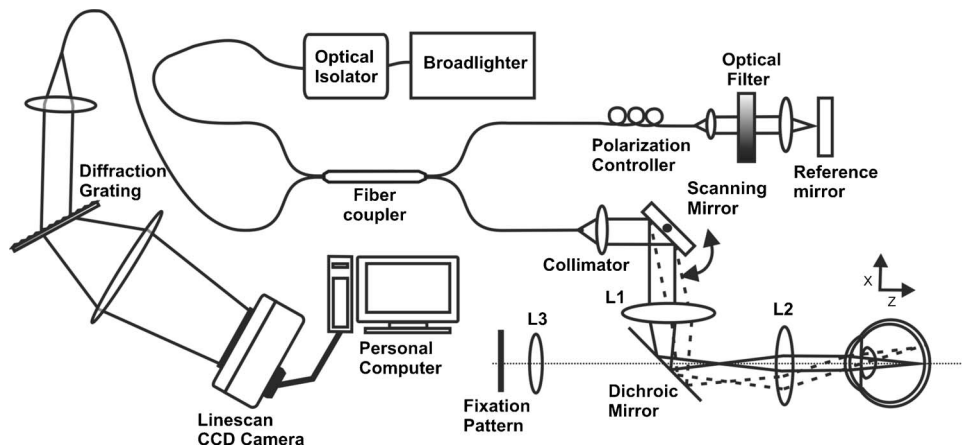 Optical
Isolator
Broadlighter
Optical
Filter
Diffraction
Grating
Fiber
coupler
Polarization
Controller
Reference
mirror
Scanning
Mirror
Collimator
L1
L2
L3
X
Z
Personal
Computer
Fixation
Pattern
Dichroic
Mirror
Linescan
CCD Camera